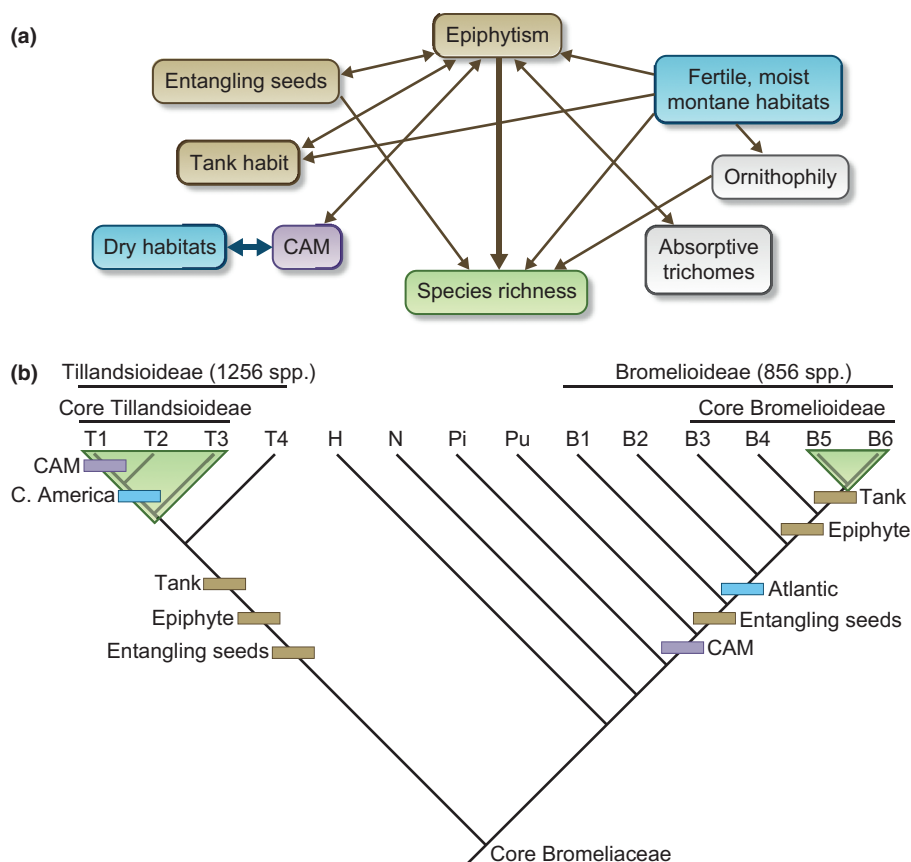 (a)
Epiphytism
Entangling seeds
Fertile, moist
montane habitats
Tank habit
Ornithophily
Dry habitats
CAM
Absorptive
trichomes
Species richness
(b)
Tillandsioideae (1256 spp.)
Bromelioideae (856 spp.)
Core Tillandsioideae
Core Bromelioideae
T1 T2 T3 T4 H N Pi Pu B1 B2 B3 B4 B5 B6
CAM
C. America
Tank
Epiphyte
Tank
Atlantic
Epiphyte
Entangling seeds
Entangling seeds
CAM
Core Bromeliaceae